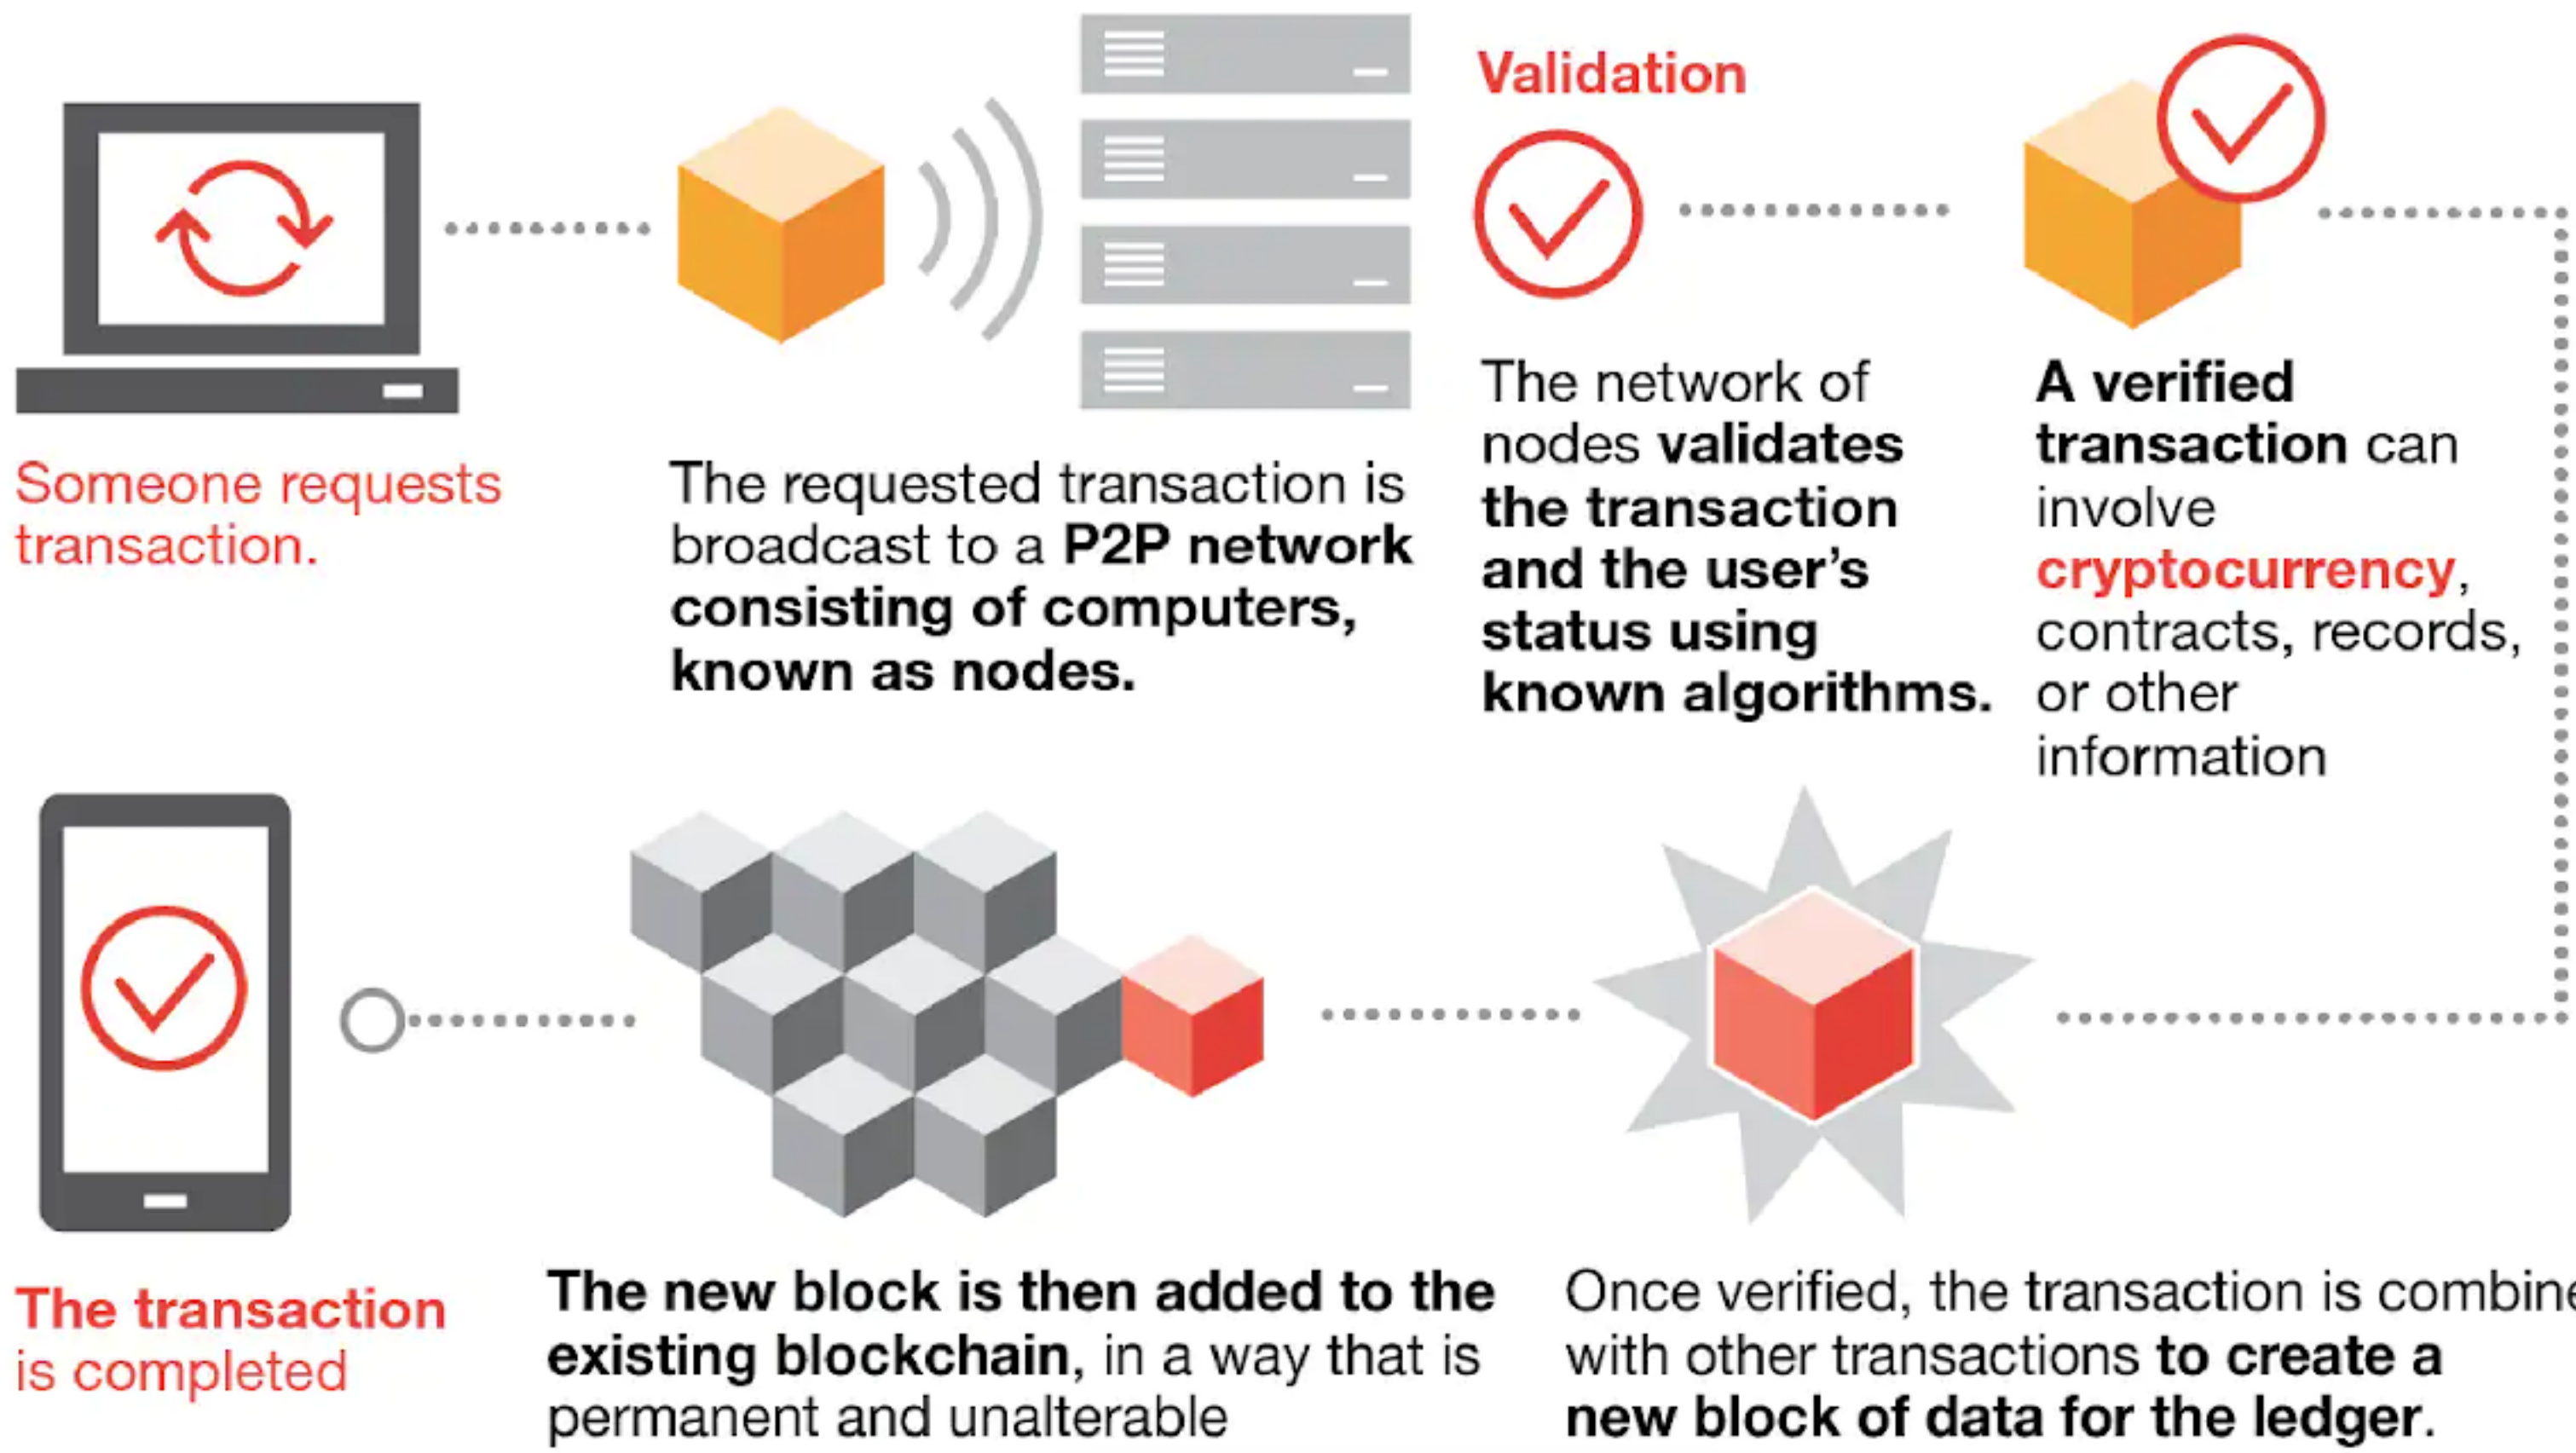 Someone requests
transaction.
The requested transaction is
broadcast to a P2P network
consisting of computers,
known as nodes.
Validation
The network of
nodes validates
the transaction
and the user’s
status using
known algorithms.
A verified
transaction can
involve
cryptocurrency,
contracts, records,
or other
information
Once verified, the transaction is combine
with other transactions to create a
new block of data for the ledger.
The new block is then added to the
existing blockchain, in a way that is
permanent and unalterable
The transaction
is completed